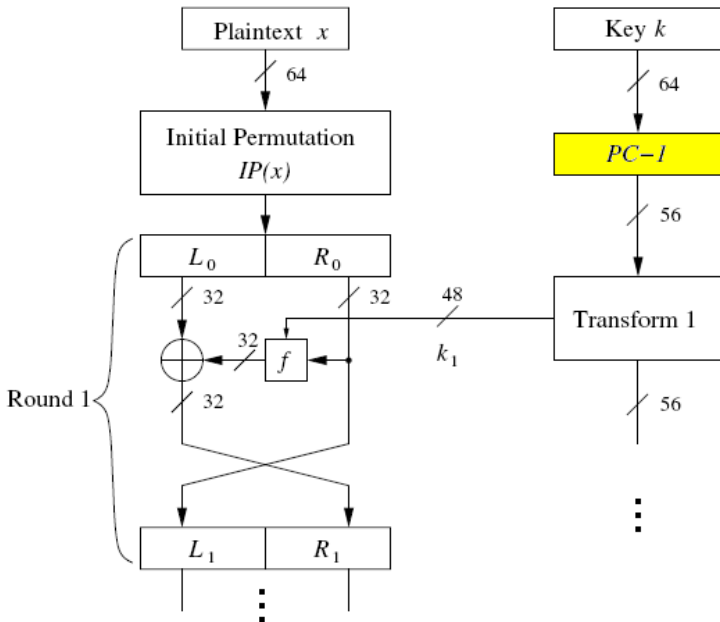 Plaintext x
Key k
64
64
Initial Permutation
IP(x)
PC–1
56
L0
R0
32
32
48
Transform 1
32
f
k1
Round 1
32
56
L1
R1